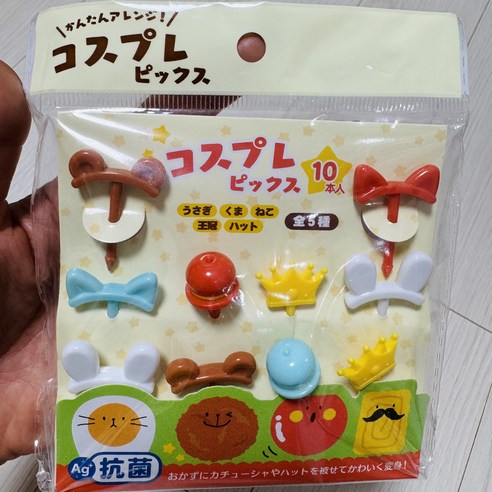 かんたんアレンジ!
コスプレ
ピックス
コスプレ
ピックス
10
本入
うさぎ くま ねこ
王冠 ハット
全5種
Ag+ 抗菌
おかずにカチューシャやハットを被せてかわいく変身!